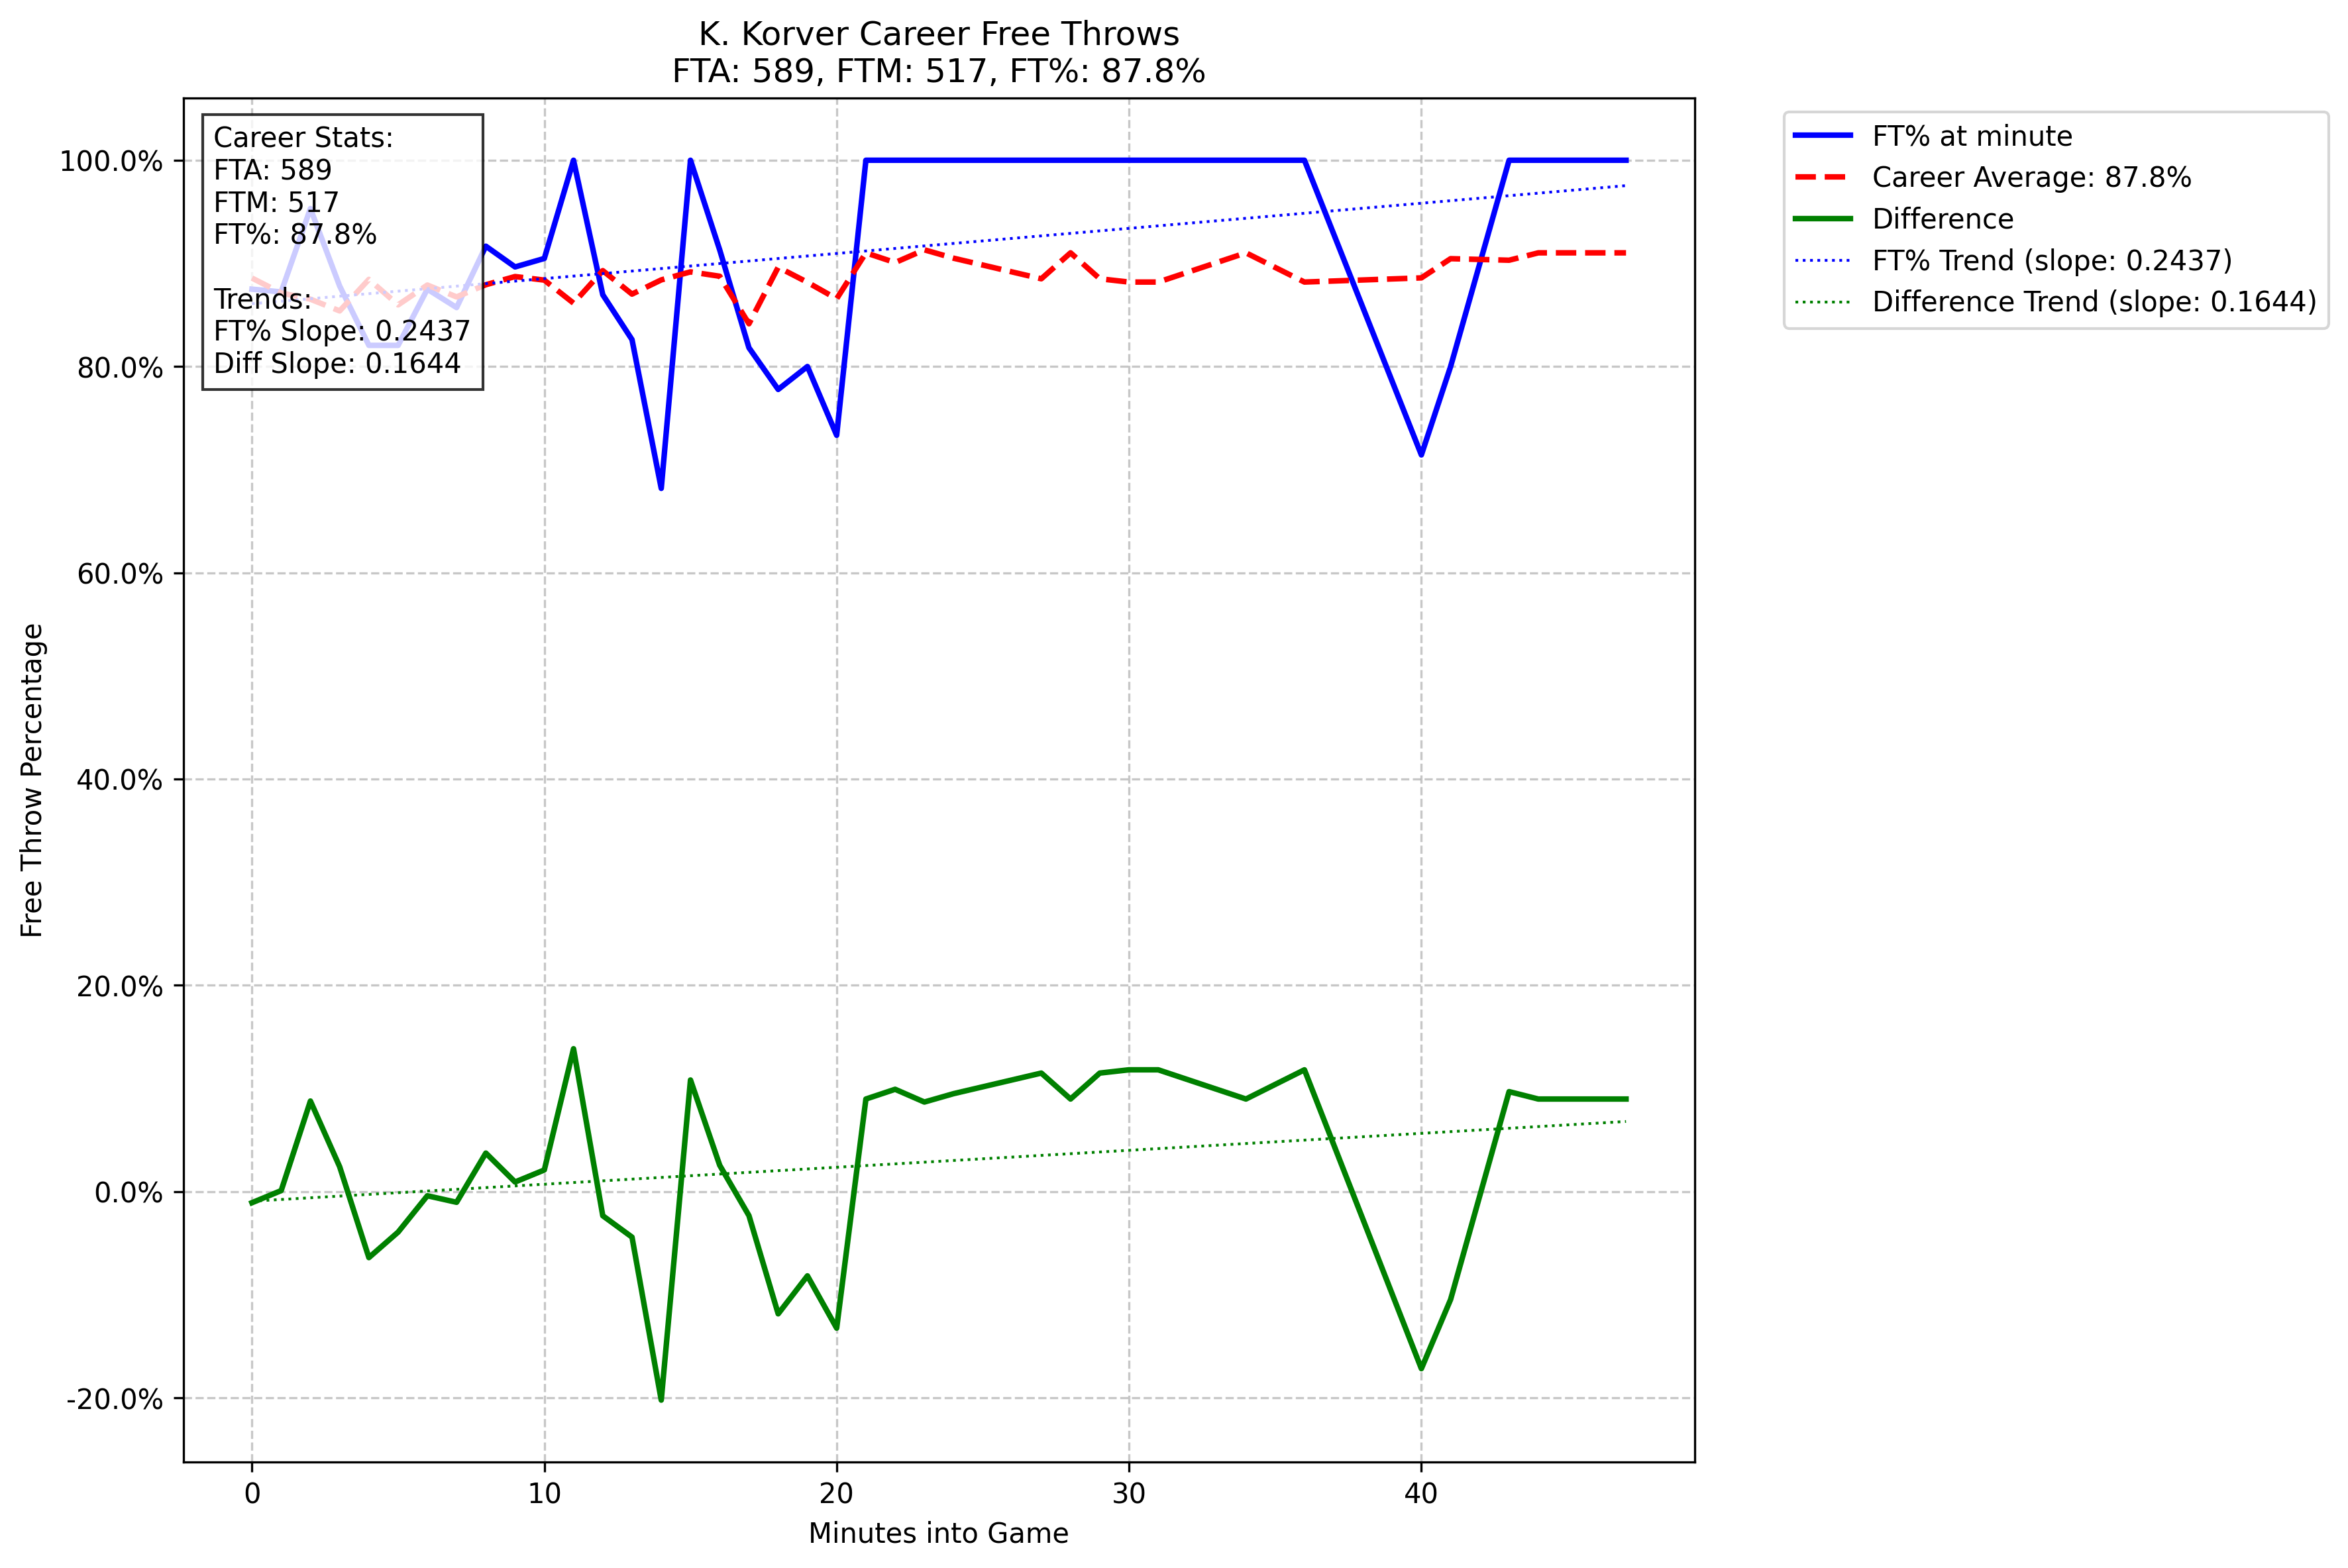 K. Korver Career Free Throws
FTA: 589, FTM: 517, FT%: 87.8%
Career Stats:
FTA: 589
FTM: 517
FT%: 87.8%
Trends:
FT% Slope: 0.2437
Diff Slope: 0.1644
FT% at minute
Career Average: 87.8%
Difference
FT% Trend (slope: 0.2437)
Difference Trend (slope: 0.1644)
Free Throw Percentage
100.0%
80.0%
60.0%
40.0%
20.0%
0.0%
-20.0%
0
10
20
30
40
Minutes into Game